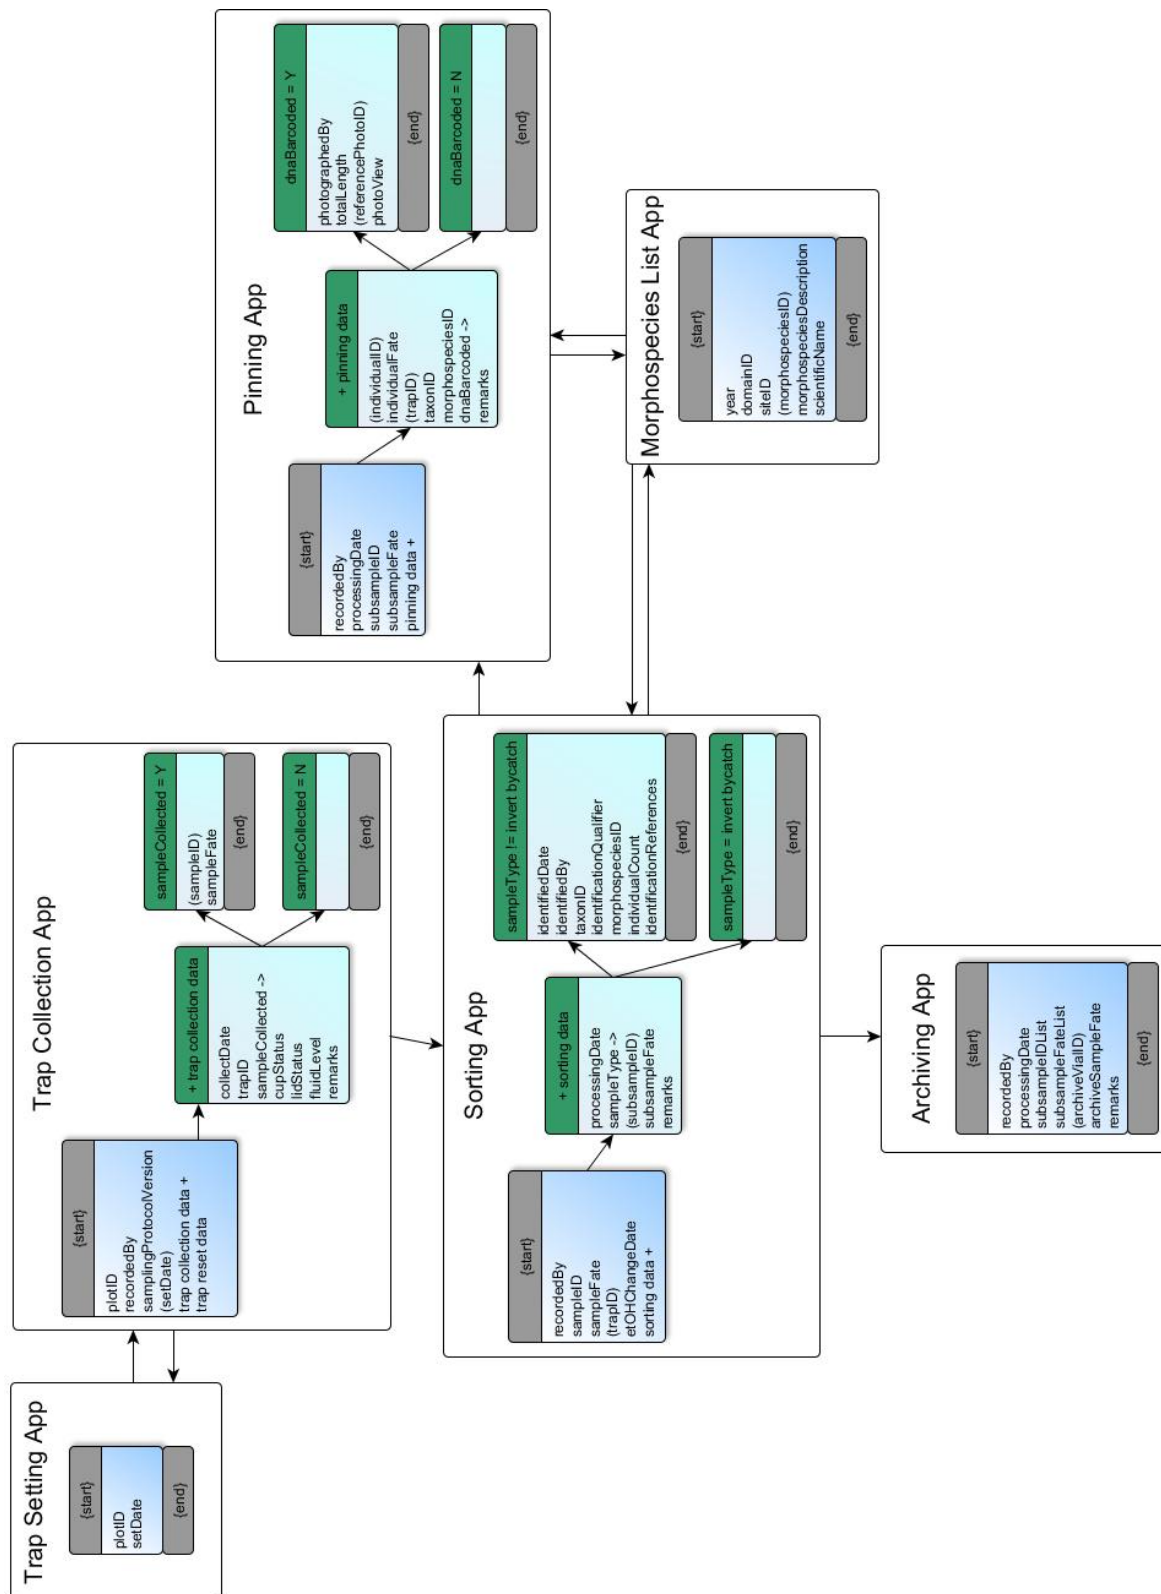 Trap Setting App
{start}
plotID
setDate
{end}
Trap Collection App
{start}
plotID
recordedBy
samplingProtocolVersion
(setDate)
trap collection data +
trap reset data
+ trap collection data
collectDate
trapID
sampleCollected ->
cupStatus
lidStatus
fluidLevel
remarks
sampleCollected = Y
(sampleID)
sampleFate
{end}
sampleCollected = N
{end}
Sorting App
{start}
recordedBy
sampleID
sampleFate
(trapID)
etOHChangeDate
sorting data +
+ sorting data
processingDate
sampleType ->
(subsampleID)
subsampleFate
remarks
sampleType != invert bycatch
identifiedDate
identifiedBy
taxonID
identificationQualifier
morphospeciesID
individualCount
identificationReferences
{end}
sampleType = invert bycatch
{end}
Pinning App
{start}
recordedBy
processingDate
subsampleID
subsampleFate
pinning data +
+ pinning data
(individualID)
individualFate
(trapID)
taxonID
morphospeciesID
dnaBarcoded ->
remarks
dnaBarcoded = Y
photographedBy
totalLength
(referencePhotoID)
photoView
{end}
dnaBarcoded = N
{end}
Archiving App
{start}
recordedBy
processingDate
subsampleIDList
subsampleFateList
(archiveVialID)
archiveSampleFate
remarks
{end}
Morphospecies List App
{start}
year
domainID
siteID
(morphospeciesID)
morphospeciesDescription
scientificName
{end}